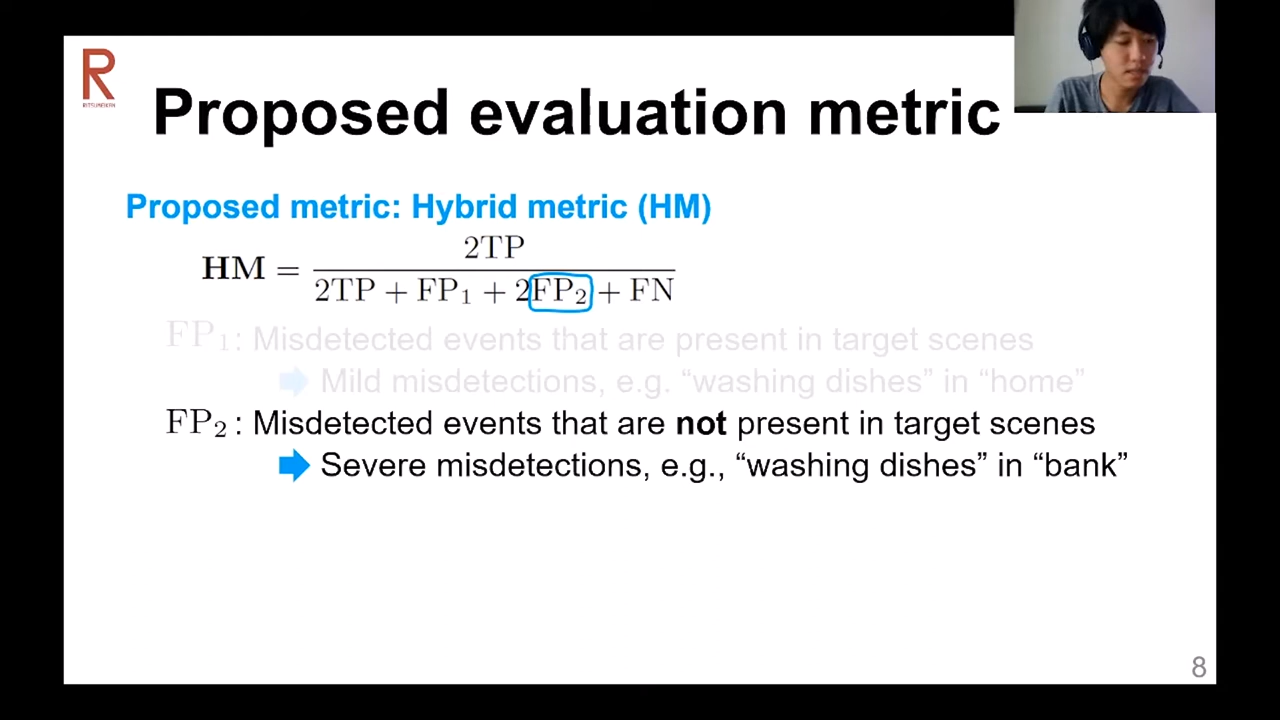 R
RITSUMEIKAN
Proposed evaluation metric
Proposed metric: Hybrid metric (HM)
HM = 2TP / (2TP + FP₁ + 2FP₂ + FN)
FP₁ : Misdetected events that are present in target scenes
Mild misdetections, e.g. “washing dishes” in “home”
FP₂ : Misdetected events that are not present in target scenes
Severe misdetections, e.g., “washing dishes” in “bank”
8